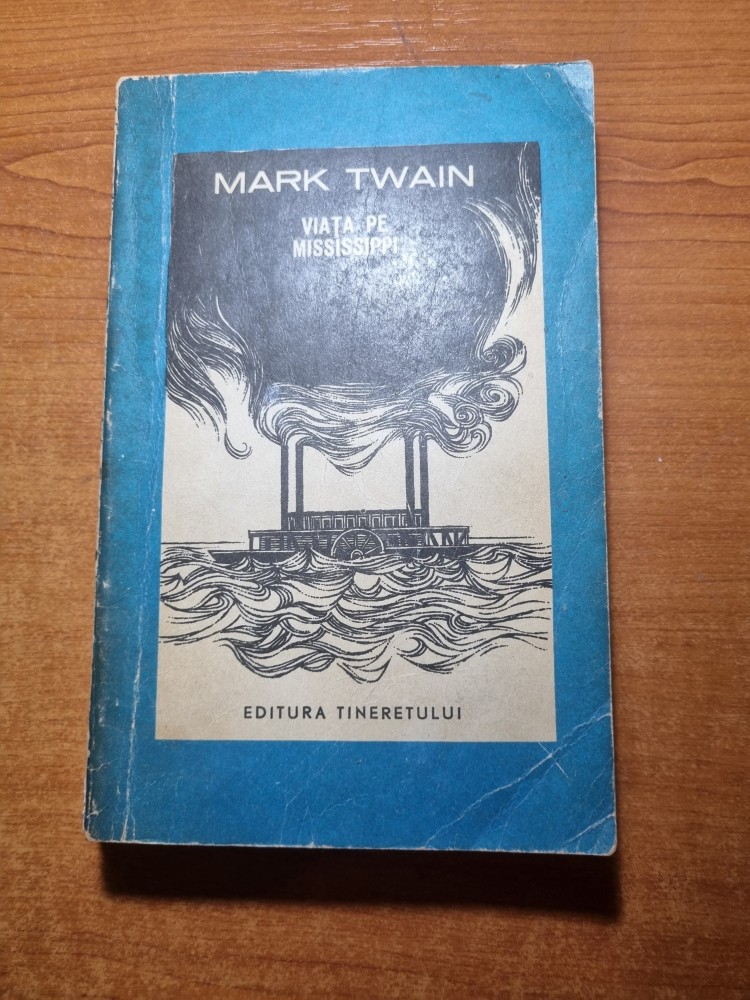 MARK TWAIN
VIAȚA PE
MISSISSIPPI
EDITURA TINERETULUI